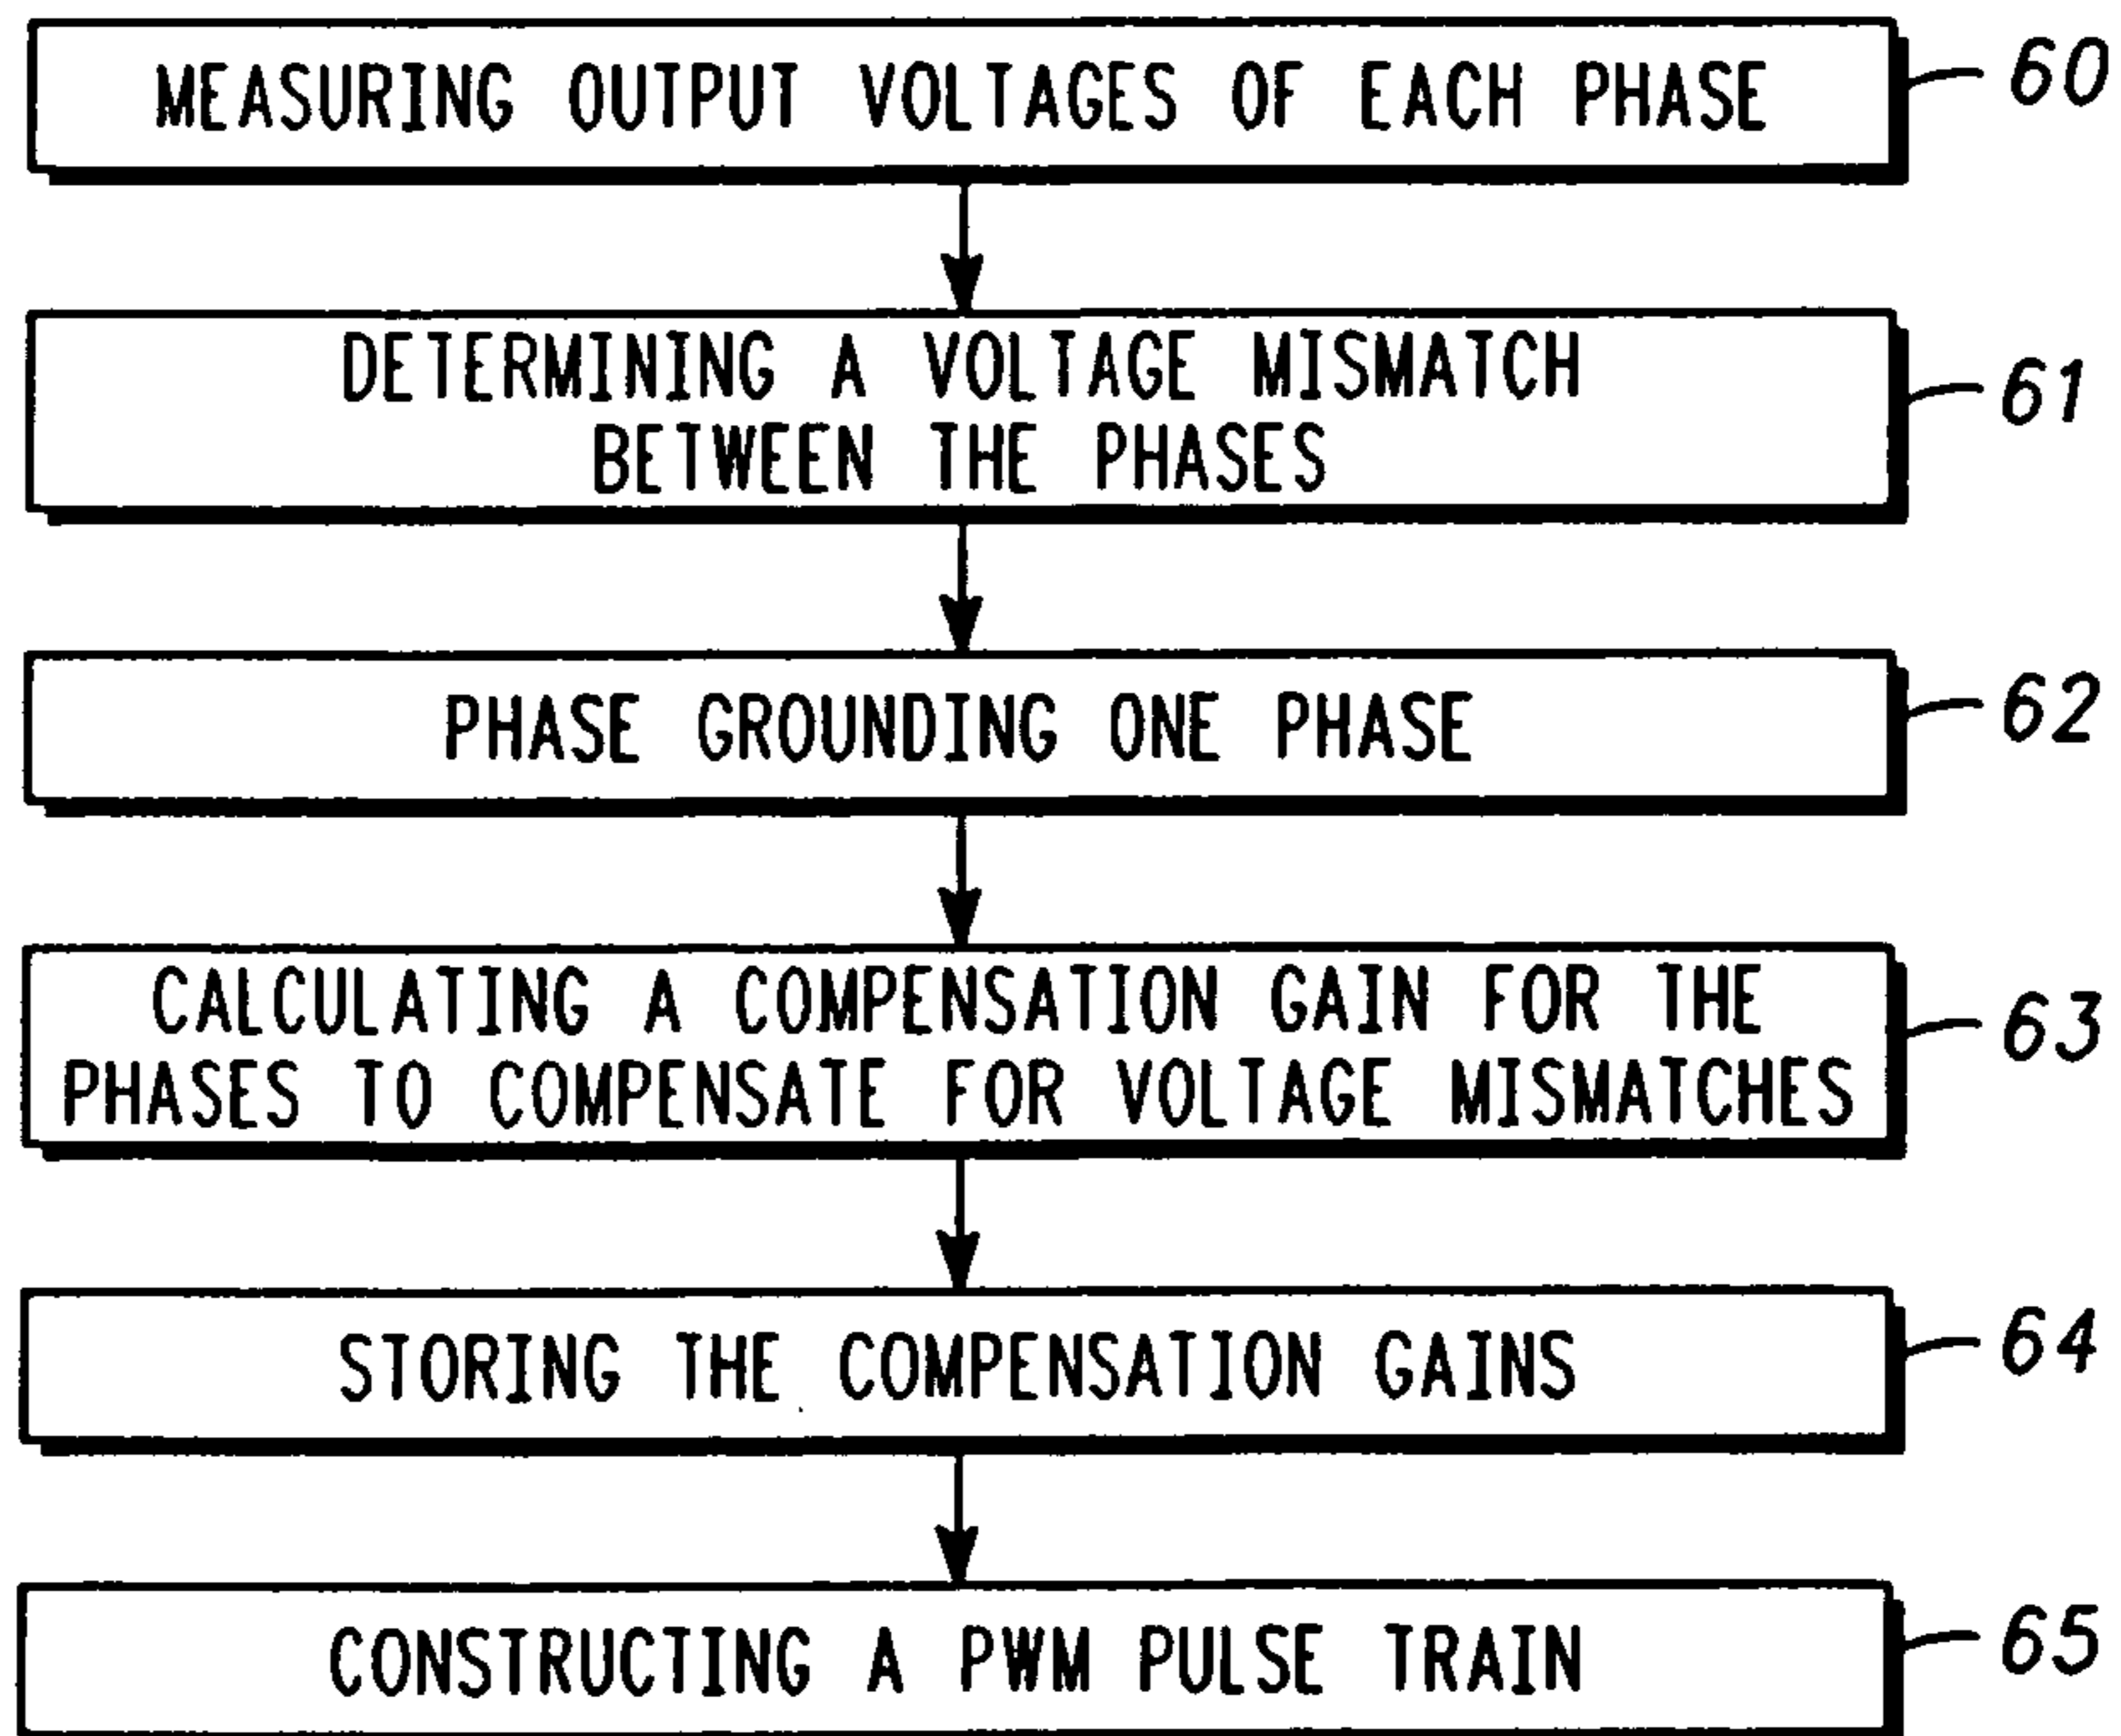 MEASURING OUTPUT VOLTAGES OF EACH PHASE
60
DETERMINING A VOLTAGE MISMATCH
BETWEEN THE PHASES
61
PHASE GROUNDING ONE PHASE
62
CALCULATING A COMPENSATION GAIN FOR THE
PHASES TO COMPENSATE FOR VOLTAGE MISMATCHES
63
STORING THE COMPENSATION GAINS
64
CONSTRUCTING A PWM PULSE TRAIN
65